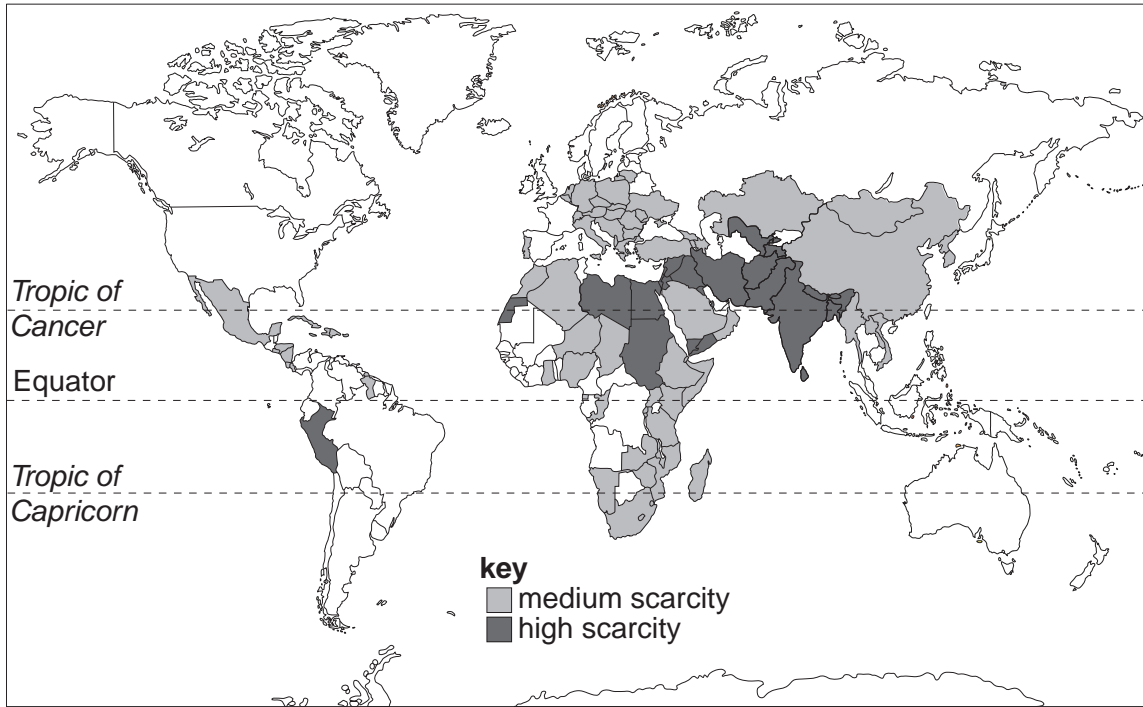 Tropic of
Cancer
Equator
Tropic of
Capricorn
key
medium scarcity
high scarcity